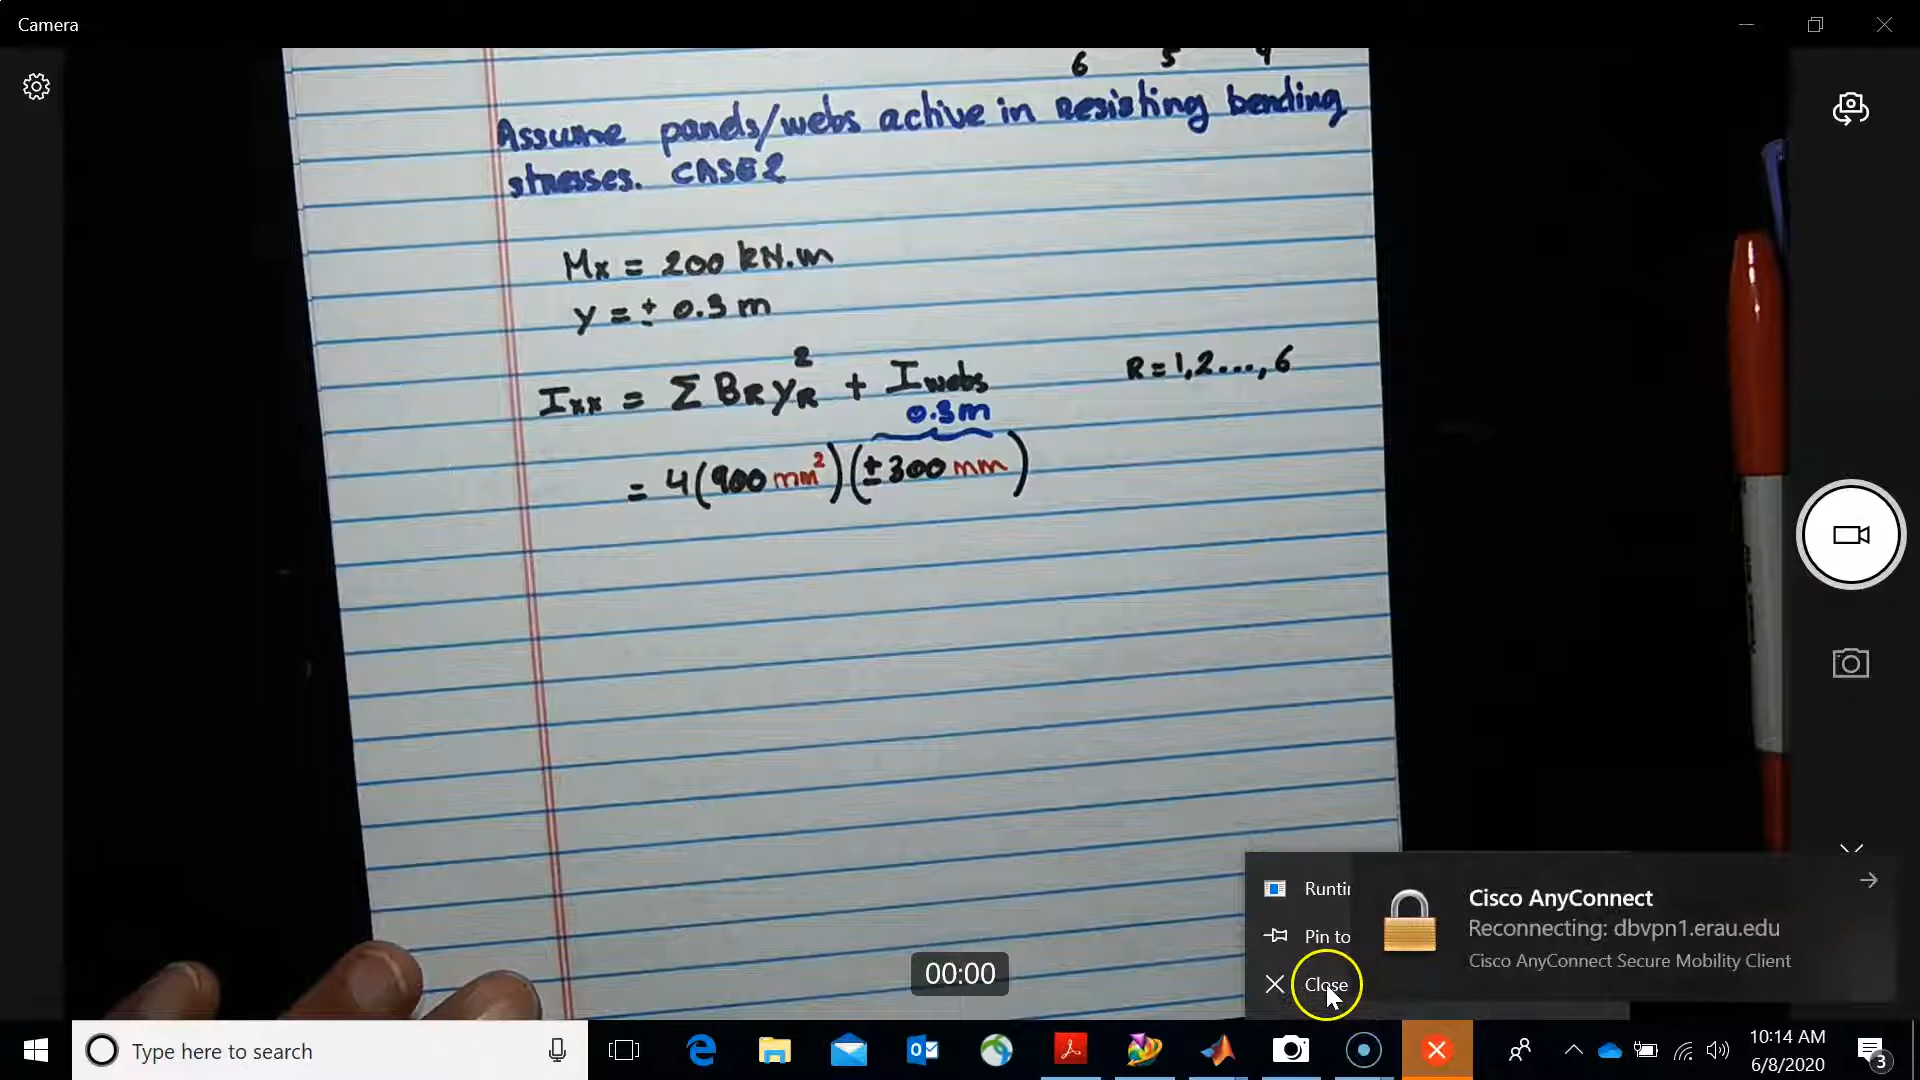 Camera
6 5 4
Assume panels/webs active in Resisting bending
stresses. CASE 2
Mx = 200 kN.m
y = ± 0.3 m
Ixx = Σ BR yR² + Iwebs R = 1,2...,6
0.3m
= 4(900 mm²)(±300 mm)
Runtir
Pin to
Close
Cisco AnyConnect
Reconnecting: dbvpn1.erau.edu
Cisco AnyConnect Secure Mobility Client
00:00
Type here to search
10:14 AM
6/8/2020
3